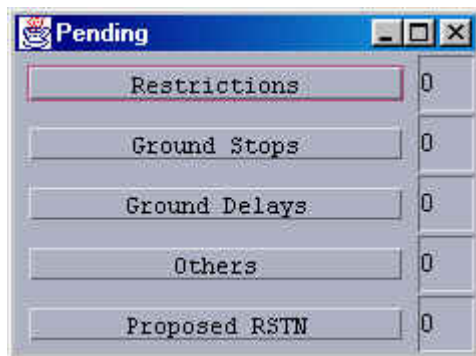 Pending
Restrictions 0
Ground Stops 0
Ground Delays 0
Others 0
Proposed RSTN 0